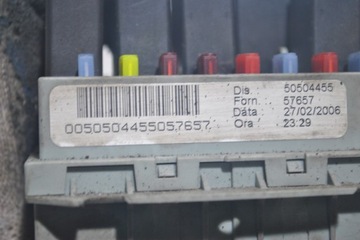 Dis. 50504455
Forn. 57657
Data 27/02/2006
Ora 23:29
00505044550576​57